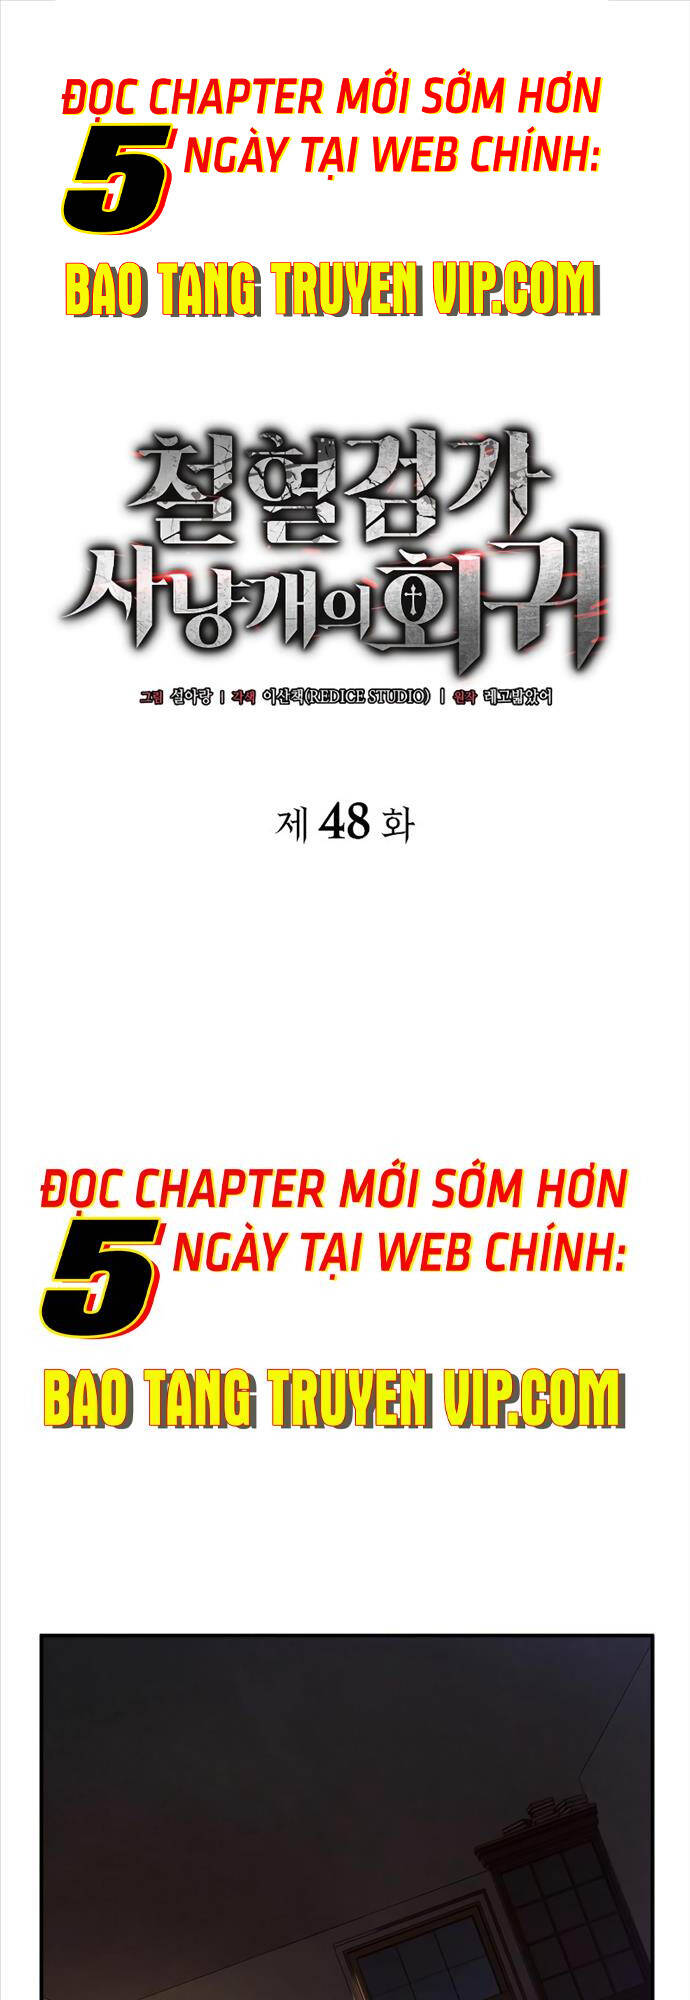 ĐỌC CHAPTER MỚI SỚM HƠN
5 NGÀY TẠI WEB CHÍNH:
BAO TANG TRUYEN VIP.COM
철혈검가
사냥개의 회귀
그림 설아랑 | 각색 이산책(REDICE STUDIO) | 원작 레고밟았어
제 48 화
ĐỌC CHAPTER MỚI SỚM HƠN
5 NGÀY TẠI WEB CHÍNH:
BAO TANG TRUYEN VIP.COM